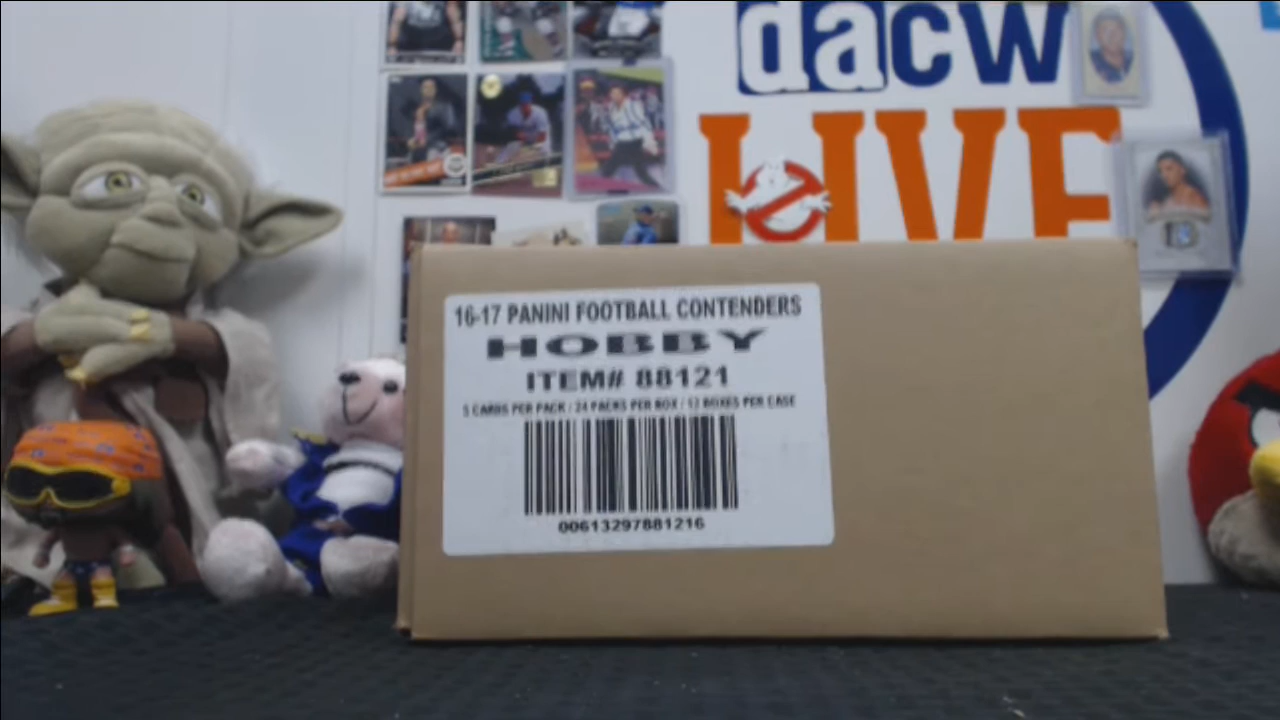 dacw
LIVE
16-17 PANINI FOOTBALL CONTENDERS
HOBBY
ITEM# 88121
5 CARDS PER PACK / 24 PACKS PER BOX / 12 BOXES PER CASE
00613297881216